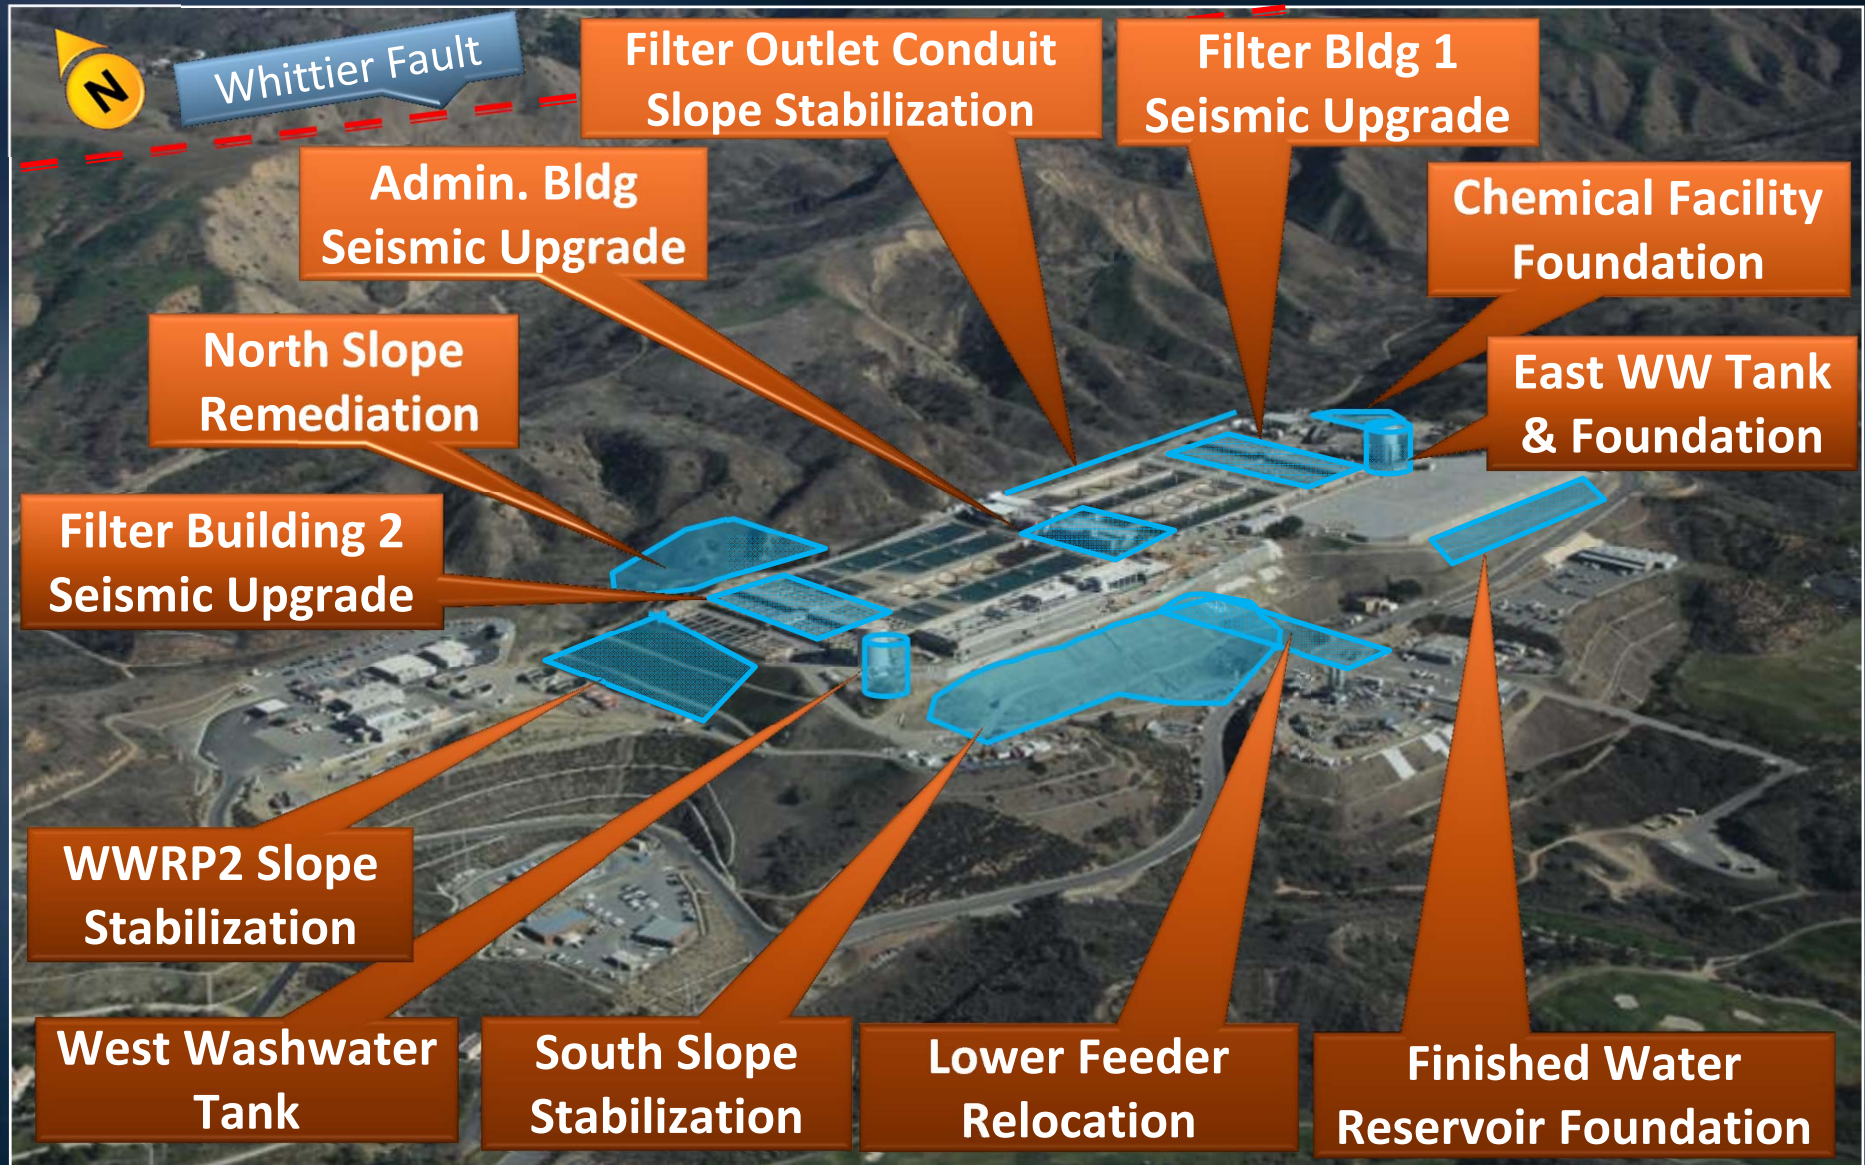 N
Whittier Fault
Filter Outlet Conduit
Slope Stabilization
Filter Bldg 1
Seismic Upgrade
Admin. Bldg
Seismic Upgrade
Chemical Facility
Foundation
North Slope
Remediation
East WW Tank
& Foundation
Filter Building 2
Seismic Upgrade
WWRP2 Slope
Stabilization
West Washwater
Tank
South Slope
Stabilization
Lower Feeder
Relocation
Finished Water
Reservoir Foundation